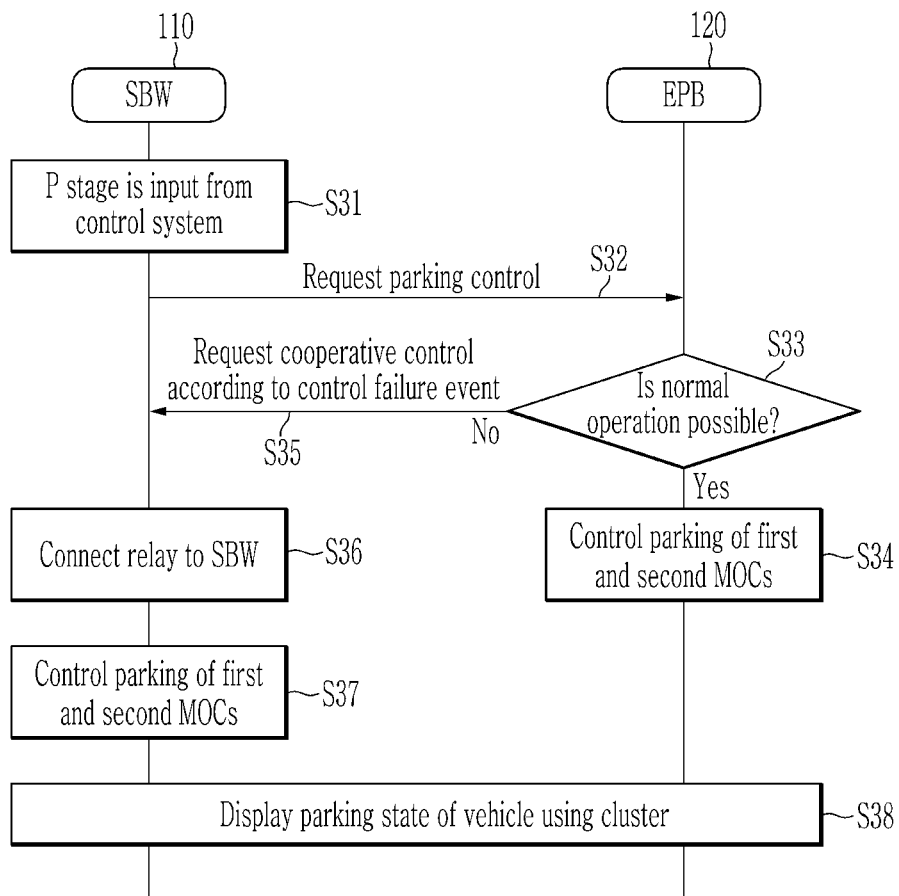 110
120
SBW
EPB
P stage is input from
control system
S31
S32
Request parking control
Request cooperative control
according to control failure event
S33
Is normal
operation possible?
No
S35
Yes
Connect relay to SBW
S36
Control parking of first
and second MOCs
S34
Control parking of first
and second MOCs
S37
Display parking state of vehicle using cluster
S38